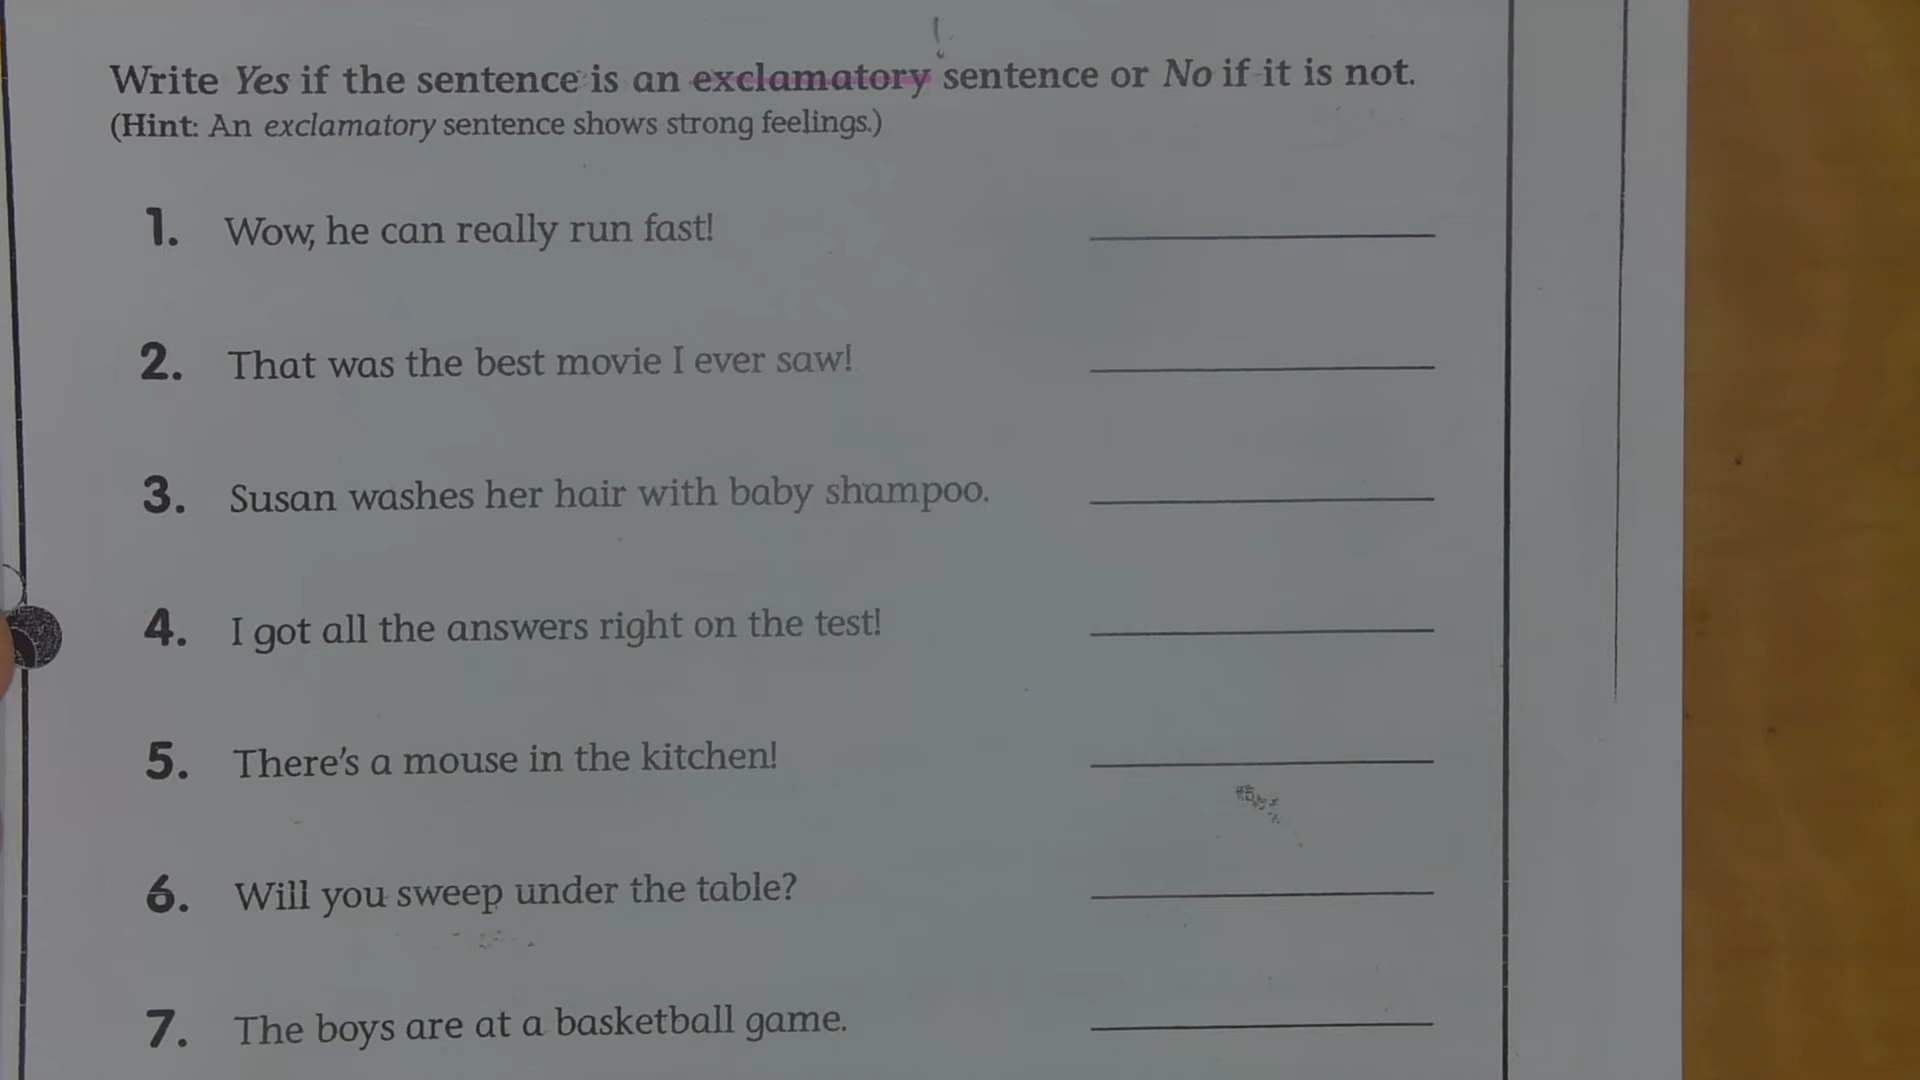 !
Write Yes if the sentence is an exclamatory sentence or No if it is not.
(Hint: An exclamatory sentence shows strong feelings.)
1. Wow, he can really run fast!
2. That was the best movie I ever saw!
3. Susan washes her hair with baby shampoo.
4. I got all the answers right on the test!
5. There's a mouse in the kitchen!
6. Will you sweep under the table?
7. The boys are at a basketball game.